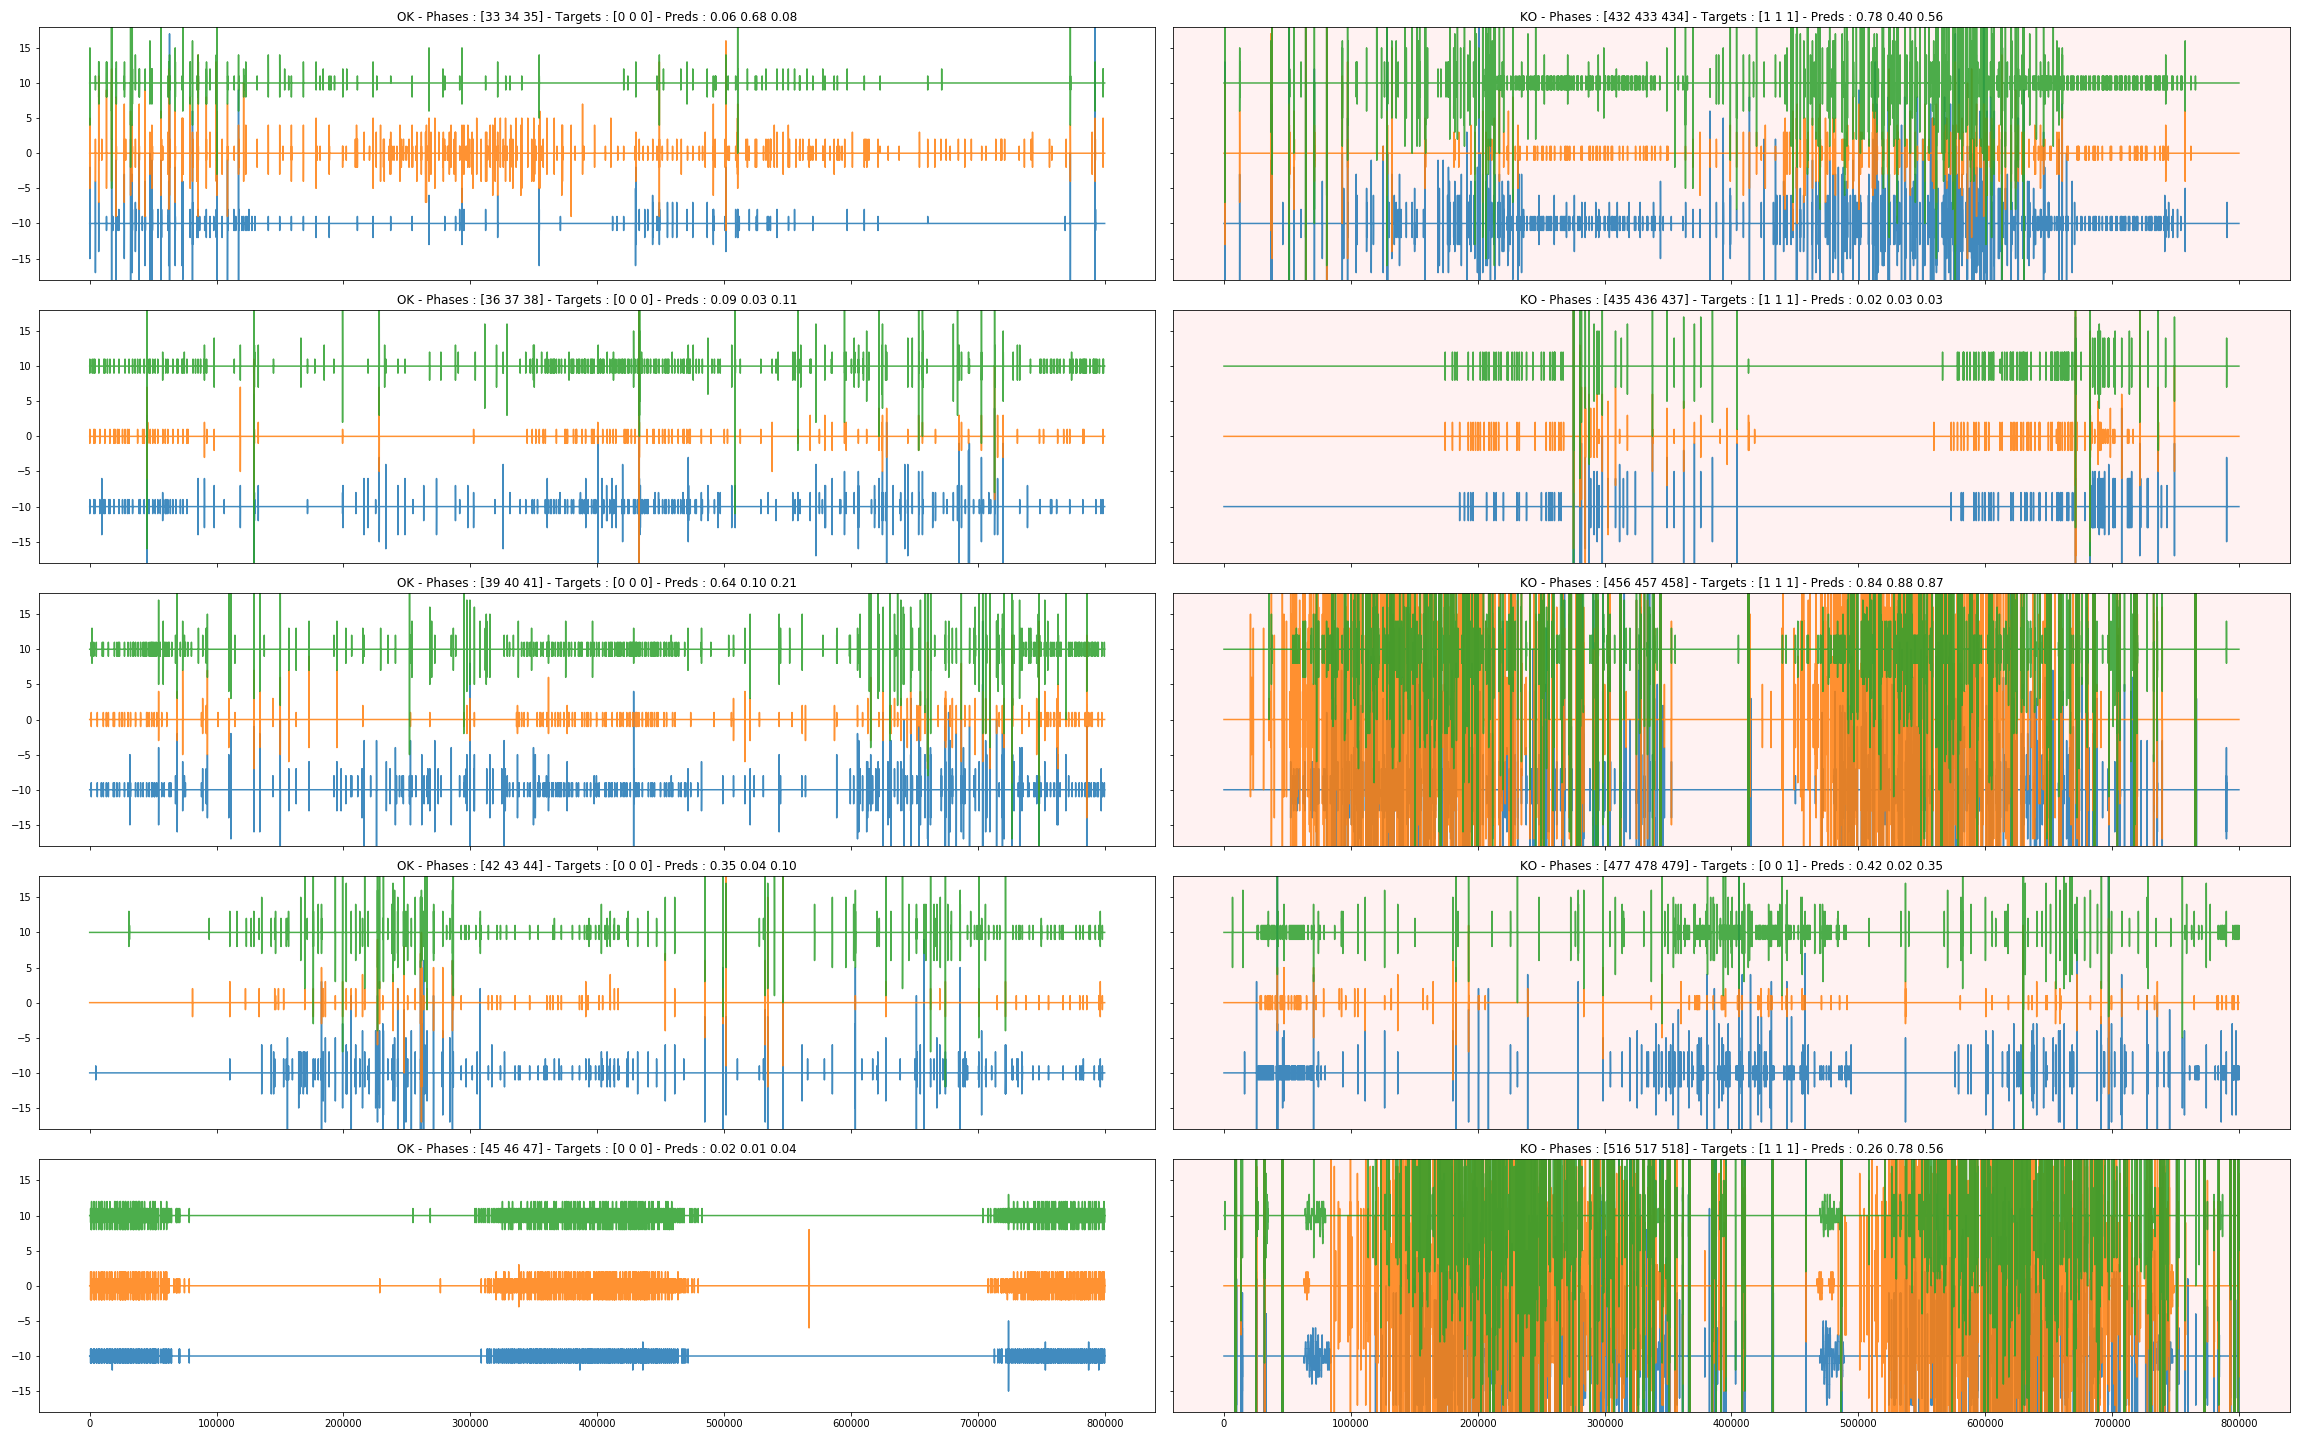 OK - Phases : [33 34 35] - Targets : [0 0 0] - Preds : 0.06 0.68 0.08
KO - Phases : [432 433 434] - Targets : [1 1 1] - Preds : 0.78 0.40 0.56
15
10
5
0
−5
−10
−15
OK - Phases : [36 37 38] - Targets : [0 0 0] - Preds : 0.09 0.03 0.11
KO - Phases : [435 436 437] - Targets : [1 1 1] - Preds : 0.02 0.03 0.03
15
10
5
0
−5
−10
−15
OK - Phases : [39 40 41] - Targets : [0 0 0] - Preds : 0.64 0.10 0.21
KO - Phases : [456 457 458] - Targets : [1 1 1] - Preds : 0.84 0.88 0.87
15
10
5
0
−5
−10
−15
OK - Phases : [42 43 44] - Targets : [0 0 0] - Preds : 0.35 0.04 0.10
KO - Phases : [477 478 479] - Targets : [0 0 1] - Preds : 0.42 0.02 0.35
15
10
5
0
−5
−10
−15
OK - Phases : [45 46 47] - Targets : [0 0 0] - Preds : 0.02 0.01 0.04
KO - Phases : [516 517 518] - Targets : [1 1 1] - Preds : 0.26 0.78 0.56
15
10
5
0
−5
−10
−15
0 100000 200000 300000 400000 500000 600000 700000 800000
0 100000 200000 300000 400000 500000 600000 700000 800000